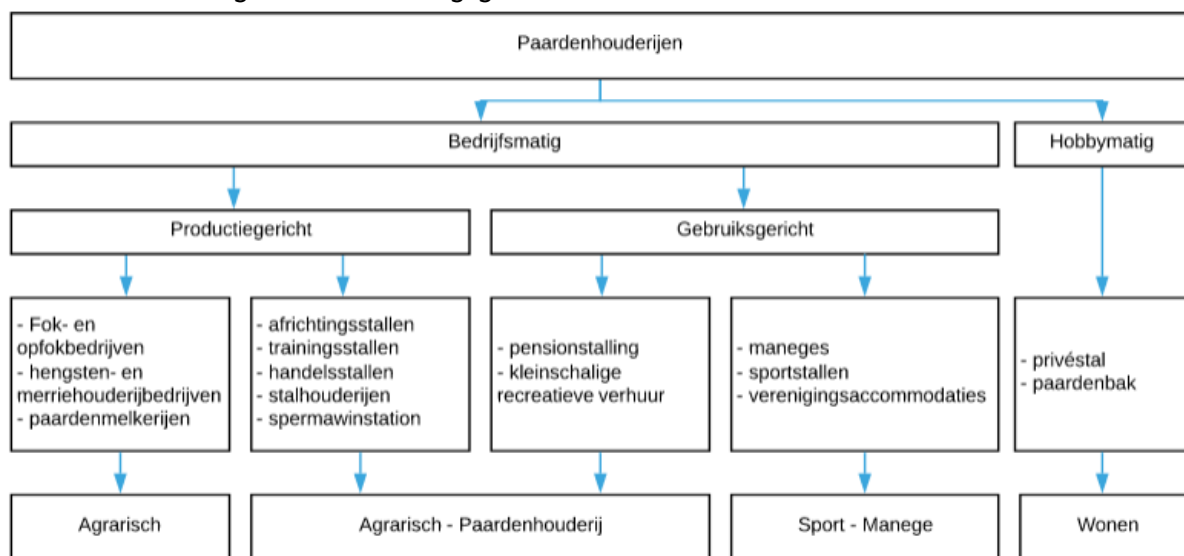 Paardenhouderijen
Bedrijfsmatig
Hobbymatig
Productiegericht
Gebruiksgericht
- Fok- en
opfokbedrijven
- hengsten- en
merriehouderijbedrijven
- paardenmelkerijen
- africhtingsstallen
- trainingsstallen
- handelsstallen
- stalhouderijen
- spermawinstation
- pensionstalling
- kleinschalige
recreatieve verhuur
- maneges
- sportstallen
- verenigingsaccommodaties
- privéstal
- paardenbak
Agrarisch
Agrarisch - Paardenhouderij
Sport - Manege
Wonen